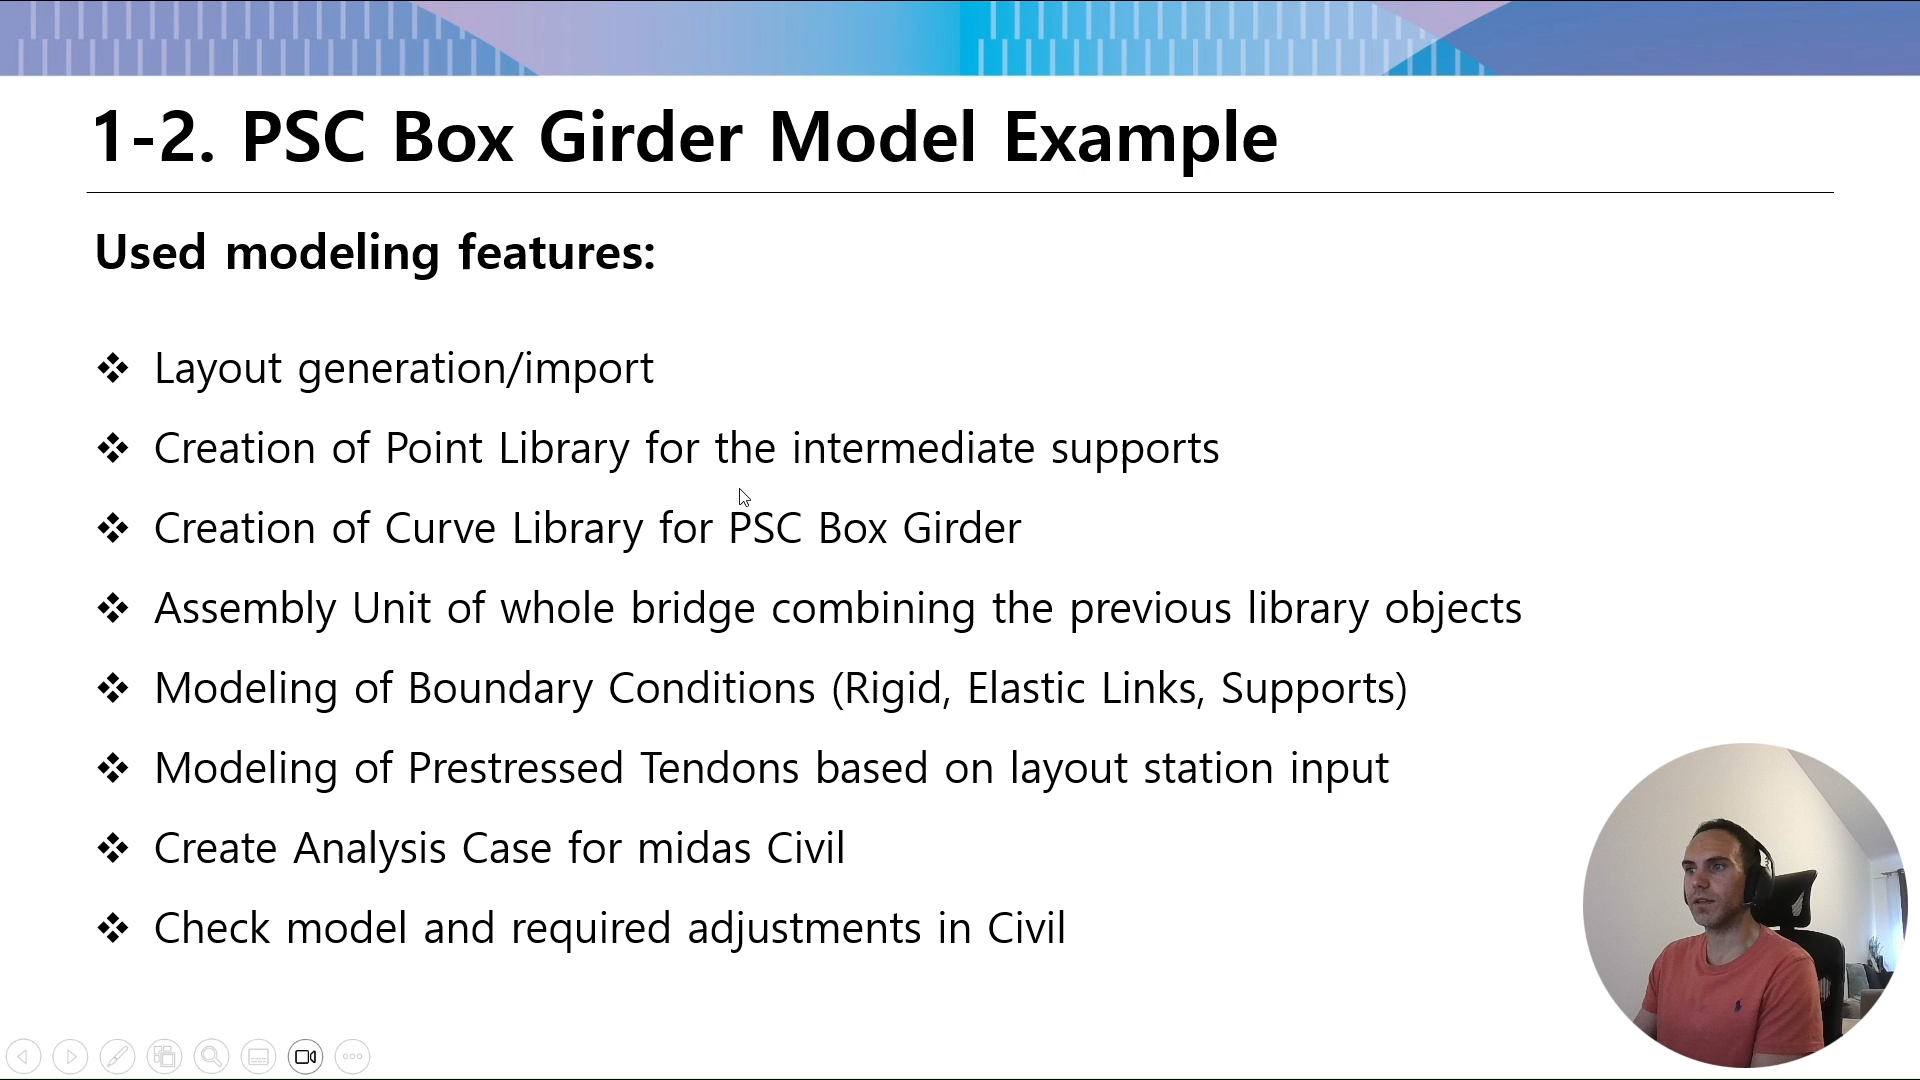 1-2. PSC Box Girder Model Example
Used modeling features:
❖ Layout generation/import
❖ Creation of Point Library for the intermediate supports
❖ Creation of Curve Library for PSC Box Girder
❖ Assembly Unit of whole bridge combining the previous library objects
❖ Modeling of Boundary Conditions (Rigid, Elastic Links, Supports)
❖ Modeling of Prestressed Tendons based on layout station input
❖ Create Analysis Case for midas Civil
❖ Check model and required adjustments in Civil